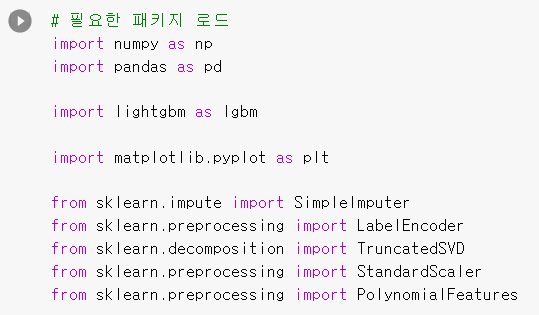 # 필요한 패키지 로드
import numpy as np
import pandas as pd
import lightgbm as lgbm
import matplotlib.pyplot as plt
from sklearn.impute import SimpleImputer
from sklearn.preprocessing import LabelEncoder
from sklearn.decomposition import TruncatedSVD
from sklearn.preprocessing import StandardScaler
from sklearn.preprocessing import PolynomialFeatures